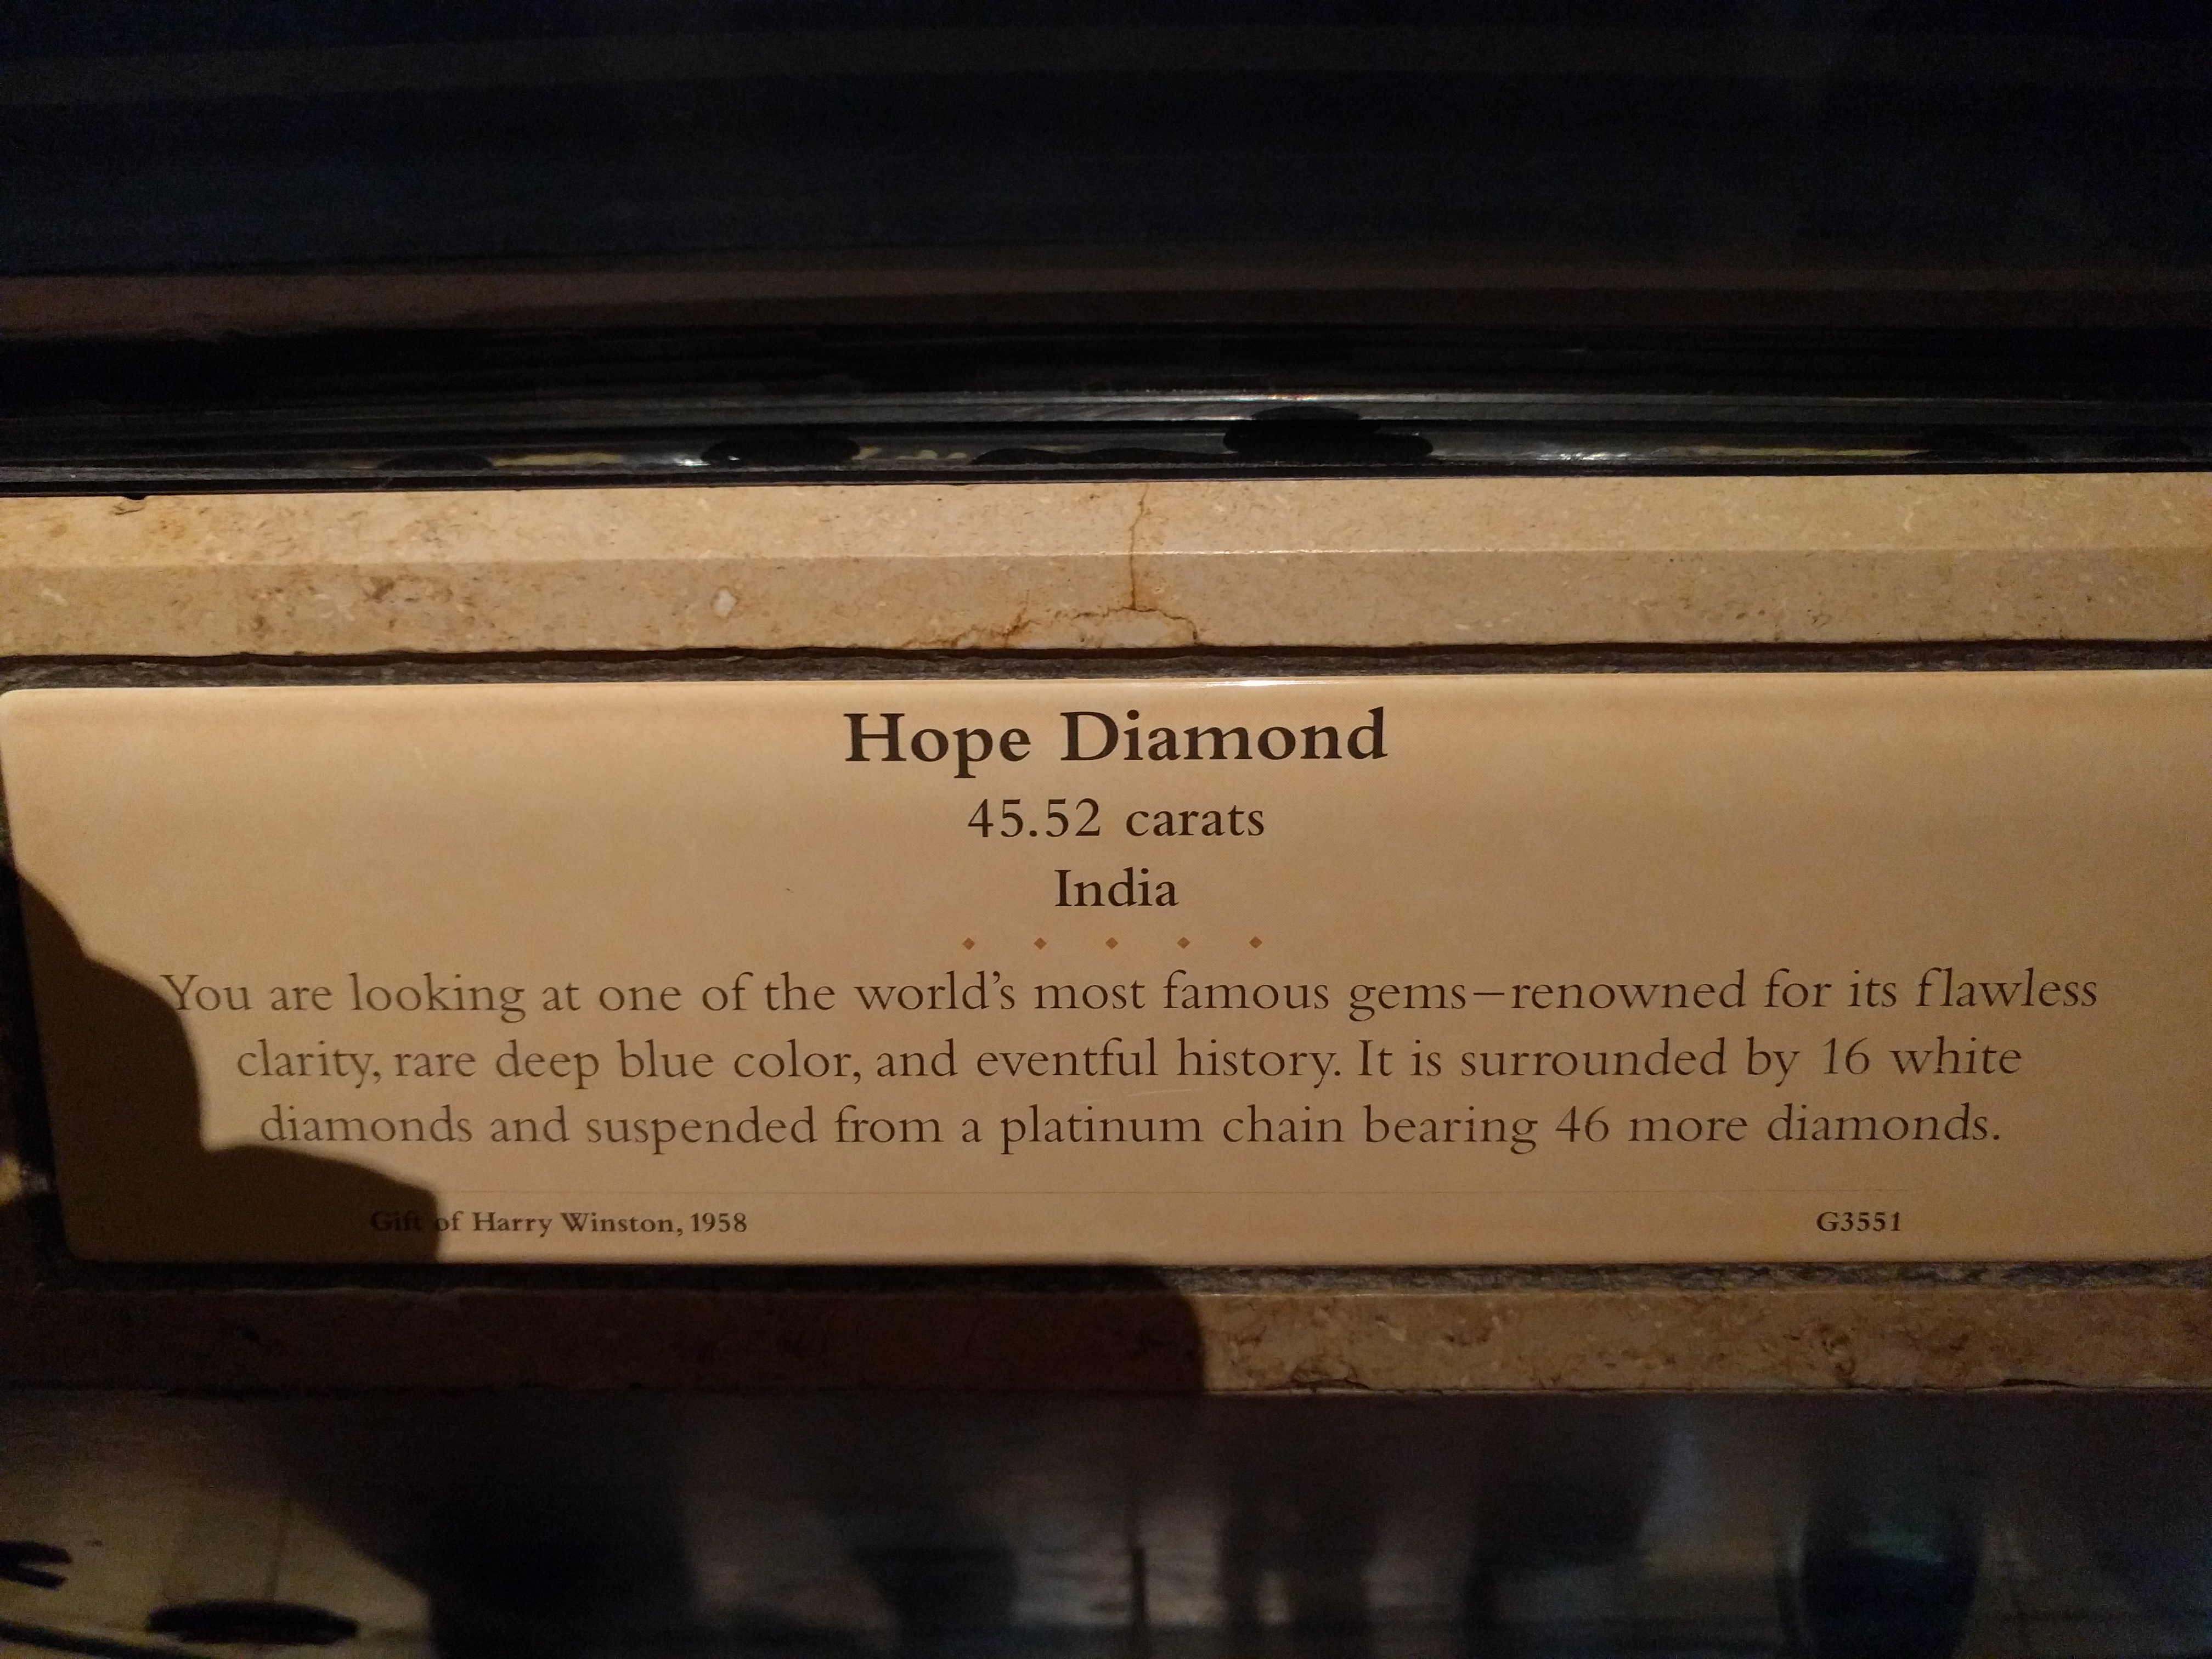 Hope Diamond
45.52 carats
India
You are looking at one of the world's most famous gems—renowned for its flawless
clarity, rare deep blue color, and eventful history. It is surrounded by 16 white
diamonds and suspended from a platinum chain bearing 46 more diamonds.
Gift of Harry Winston, 1958
G3551